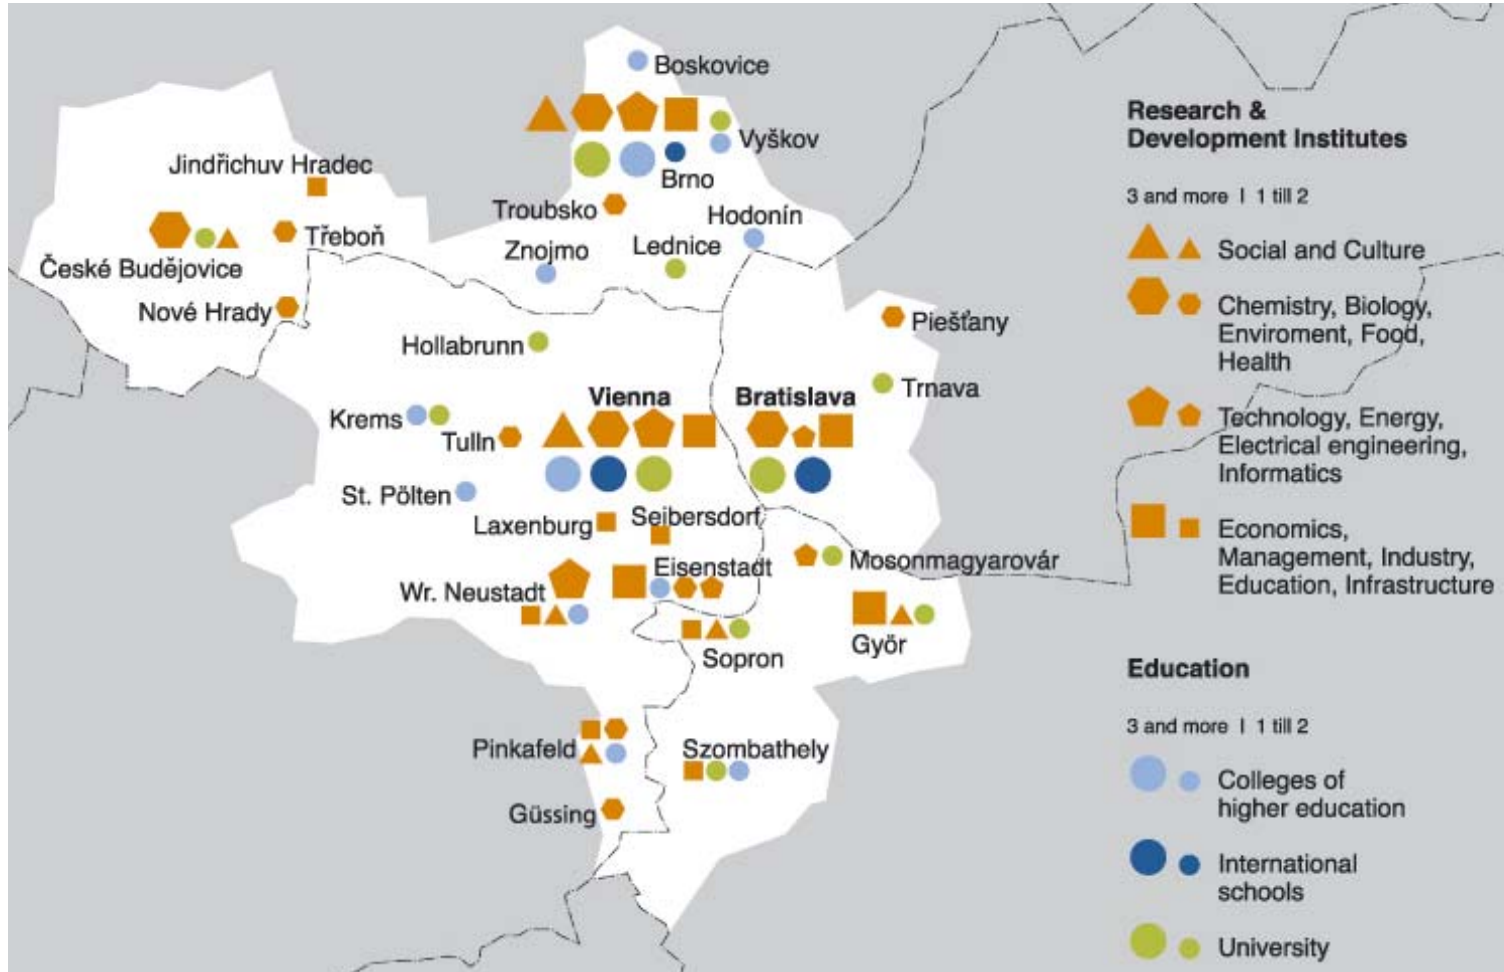 Boskovice
Vyškov
Brno
Jindřichuv Hradec
Troubsko
Hodonín
Třeboň
Znojmo
Lednice
České Budějovice
Nové Hrady
Piešťany
Hollabrunn
Trnava
Vienna
Bratislava
Krems
Tulln
St. Pölten
Laxenburg
Seibersdorf
Mosonmagyarovár
Eisenstadt
Wr. Neustadt
Sopron
Györ
Pinkafeld
Szombathely
Güssing
Research &
Development Institutes
3 and more I 1 till 2
Social and Culture
Chemistry, Biology,
Enviroment, Food,
Health
Technology, Energy,
Electrical engineering,
Informatics
Economics,
Management, Industry,
Education, Infrastructure
Education
3 and more I 1 till 2
Colleges of
higher education
International
schools
University